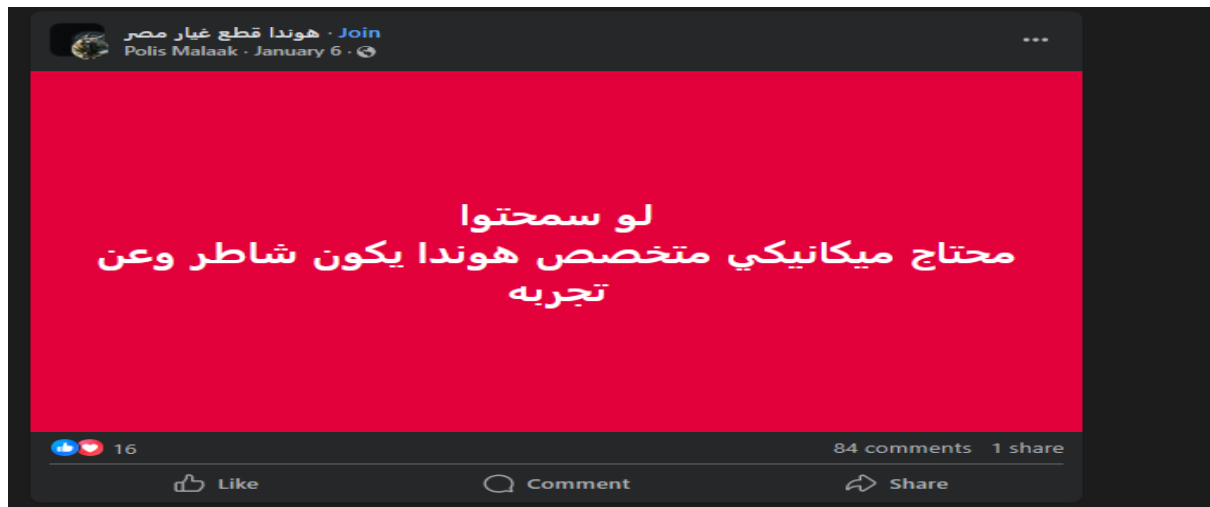 هوندا قطع غيار مصر · Join
Polis Malaak · January 6 ·
لو سمحتوا
محتاج ميكانيكي متخصص هوندا يكون شاطر وعن
تجربه
16
84 comments 1 share
Like Comment Share